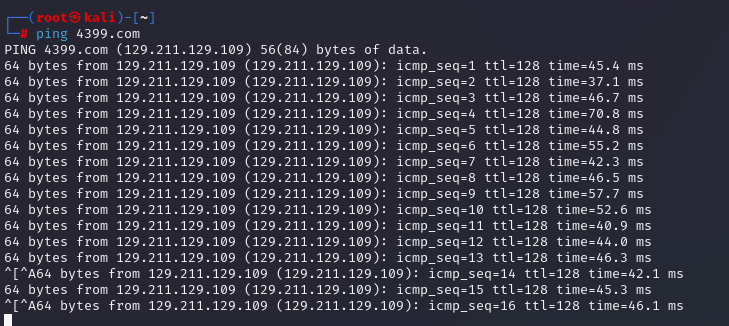 ┌──(root㉿kali)-[~]
└─# ping 4399.com
PING 4399.com (129.211.129.109) 56(84) bytes of data.
64 bytes from 129.211.129.109 (129.211.129.109): icmp_seq=1 ttl=128 time=45.4 ms
64 bytes from 129.211.129.109 (129.211.129.109): icmp_seq=2 ttl=128 time=37.1 ms
64 bytes from 129.211.129.109 (129.211.129.109): icmp_seq=3 ttl=128 time=46.7 ms
64 bytes from 129.211.129.109 (129.211.129.109): icmp_seq=4 ttl=128 time=70.8 ms
64 bytes from 129.211.129.109 (129.211.129.109): icmp_seq=5 ttl=128 time=44.8 ms
64 bytes from 129.211.129.109 (129.211.129.109): icmp_seq=6 ttl=128 time=55.2 ms
64 bytes from 129.211.129.109 (129.211.129.109): icmp_seq=7 ttl=128 time=42.3 ms
64 bytes from 129.211.129.109 (129.211.129.109): icmp_seq=8 ttl=128 time=46.5 ms
64 bytes from 129.211.129.109 (129.211.129.109): icmp_seq=9 ttl=128 time=57.7 ms
64 bytes from 129.211.129.109 (129.211.129.109): icmp_seq=10 ttl=128 time=52.6 ms
64 bytes from 129.211.129.109 (129.211.129.109): icmp_seq=11 ttl=128 time=40.9 ms
64 bytes from 129.211.129.109 (129.211.129.109): icmp_seq=12 ttl=128 time=44.0 ms
64 bytes from 129.211.129.109 (129.211.129.109): icmp_seq=13 ttl=128 time=46.3 ms
^[^A64 bytes from 129.211.129.109 (129.211.129.109): icmp_seq=14 ttl=128 time=42.1 ms
64 bytes from 129.211.129.109 (129.211.129.109): icmp_seq=15 ttl=128 time=45.3 ms
^[^A64 bytes from 129.211.129.109 (129.211.129.109): icmp_seq=16 ttl=128 time=46.1 ms